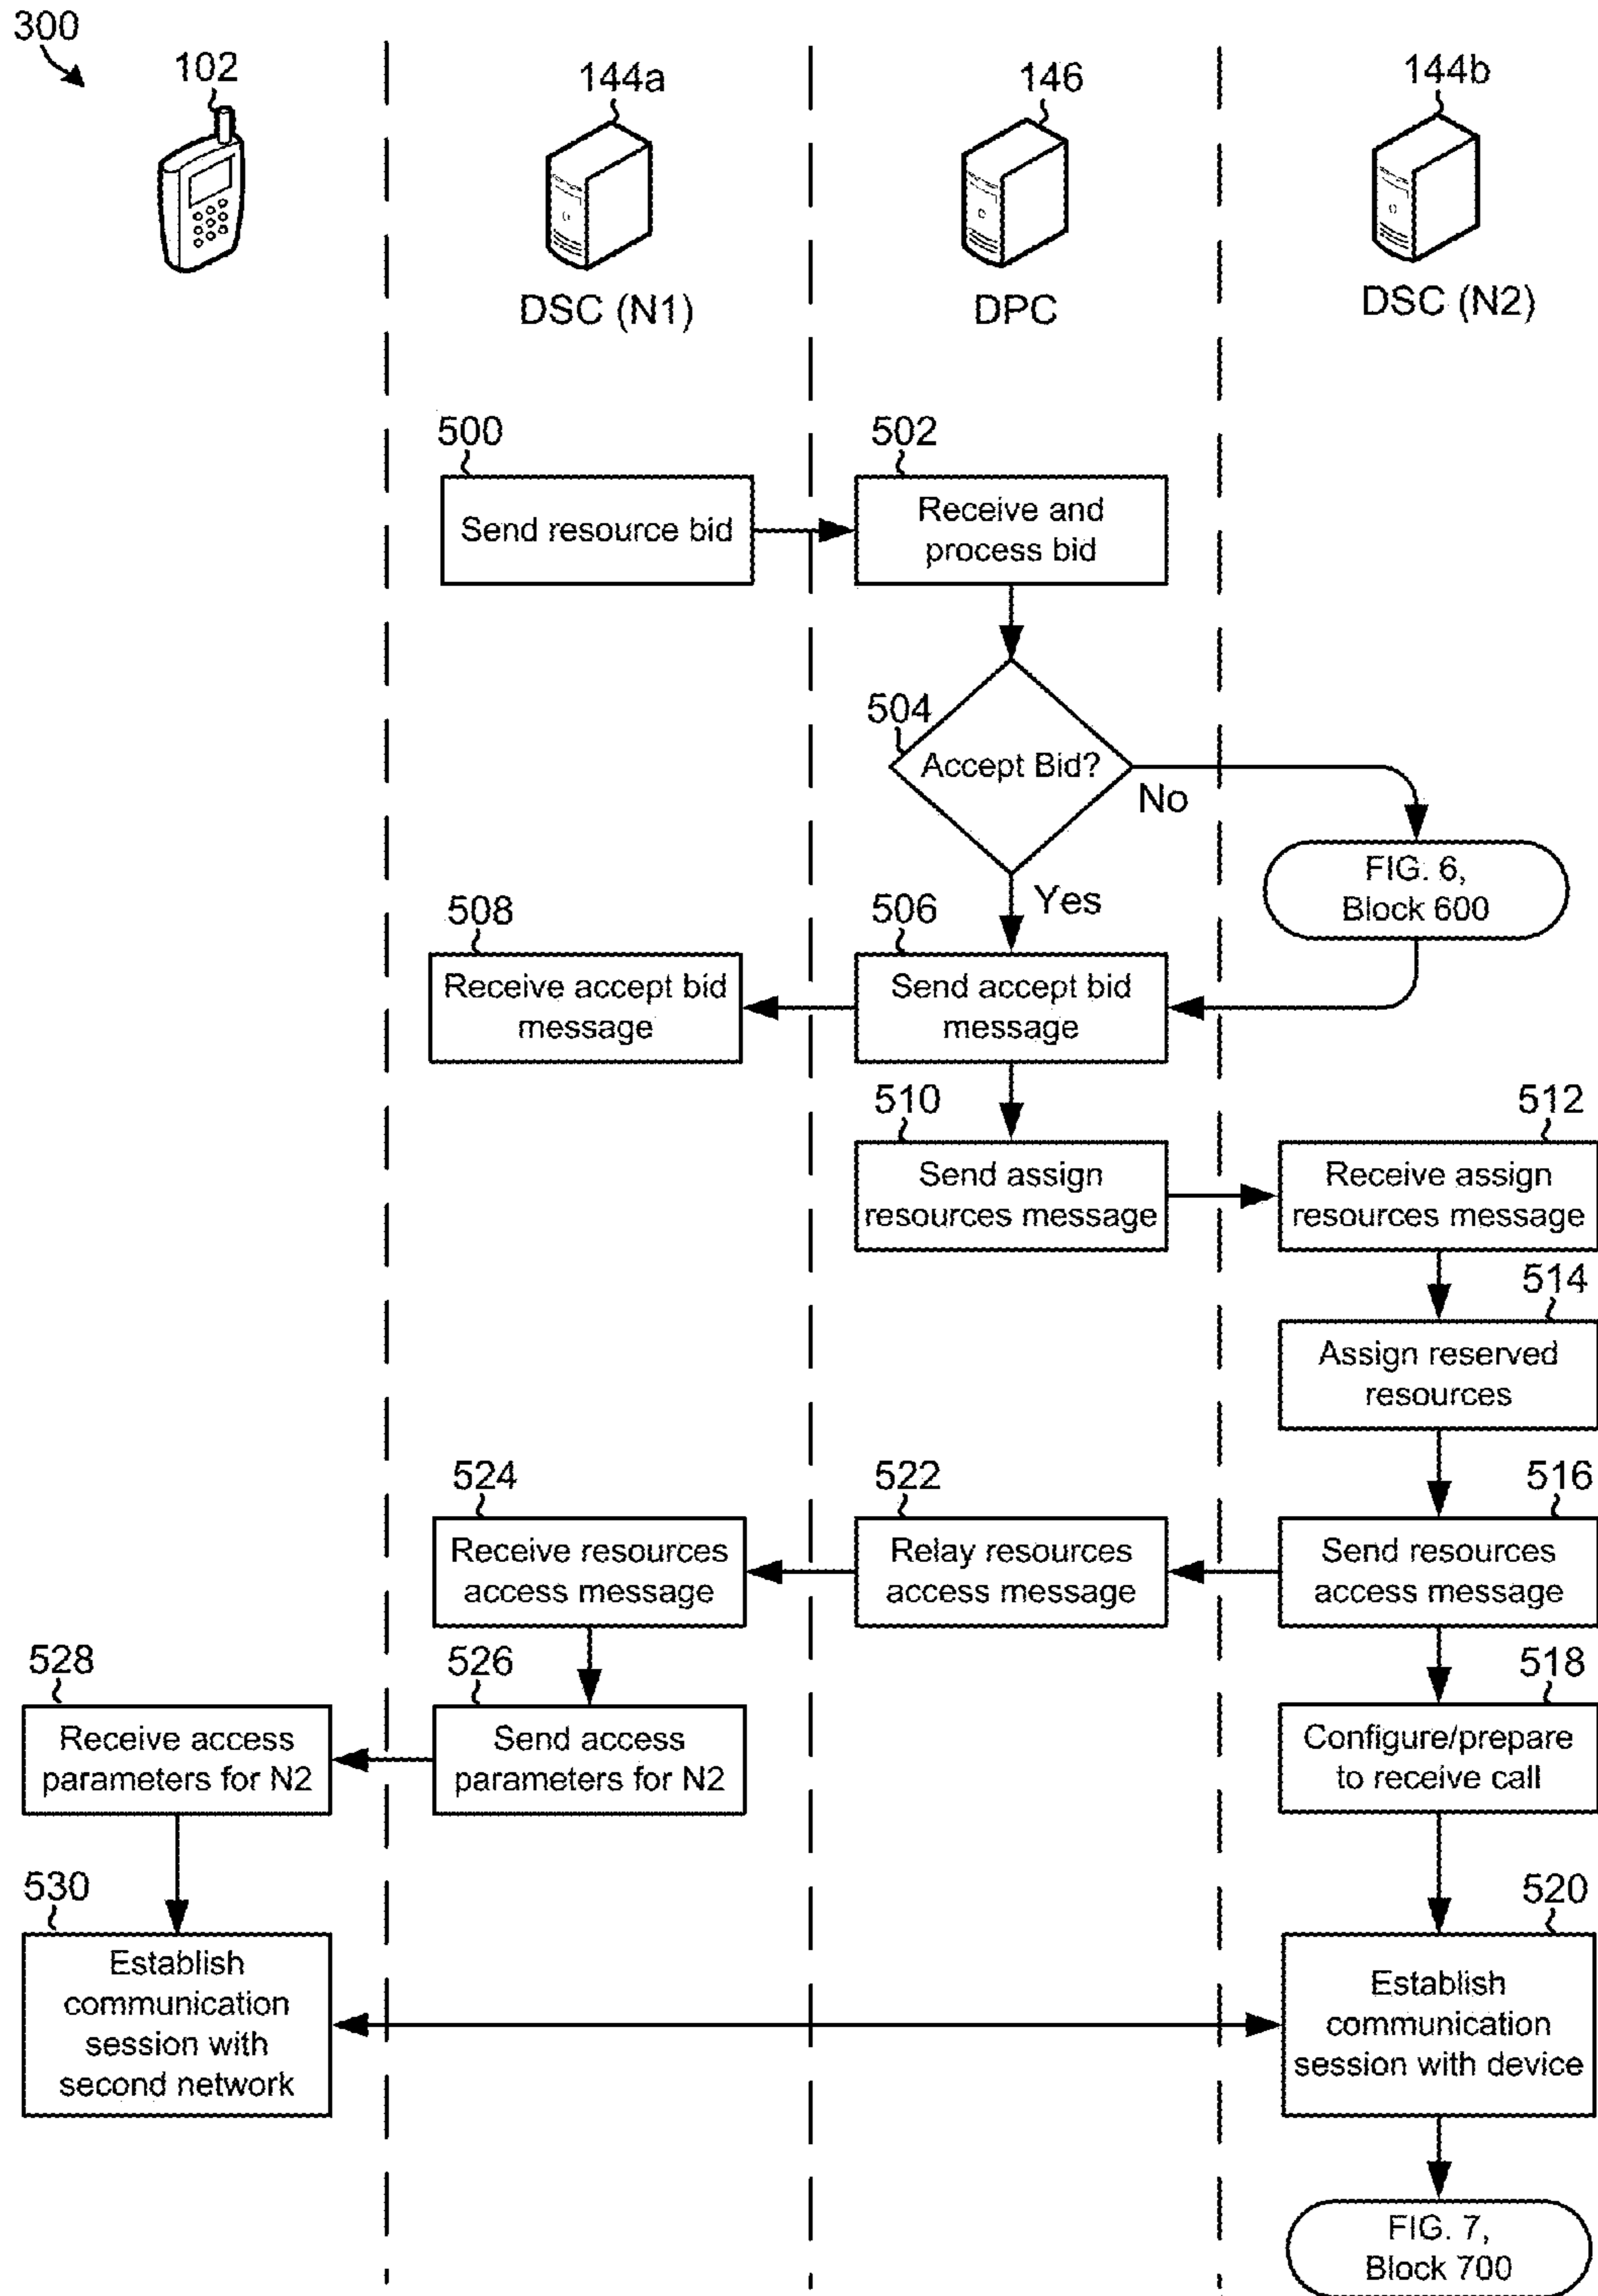 300
102
144a
146
144b
DSC (N1)
DPC
DSC (N2)
500
502
Send resource bid
Receive and
process bid
504
Accept Bid?
No
FIG. 6,
Block 600
Yes
508
506
Receive accept bid
message
Send accept bid
message
510
512
Send assign
resources message
Receive assign
resources message
514
Assign reserved
resources
524
522
516
Receive resources
access message
Relay resources
access message
Send resources
access message
528
526
518
Receive access
parameters for N2
Send access
parameters for N2
Configure/prepare
to receive call
530
520
Establish
communication
session with
second network
Establish
communication
session with device
FIG. 7,
Block 700